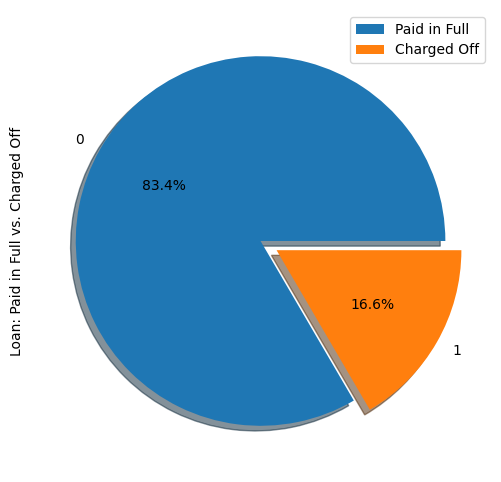 Paid in Full
Charged Off
0
83.4%
Loan: Paid in Full vs. Charged Off
16.6%
1